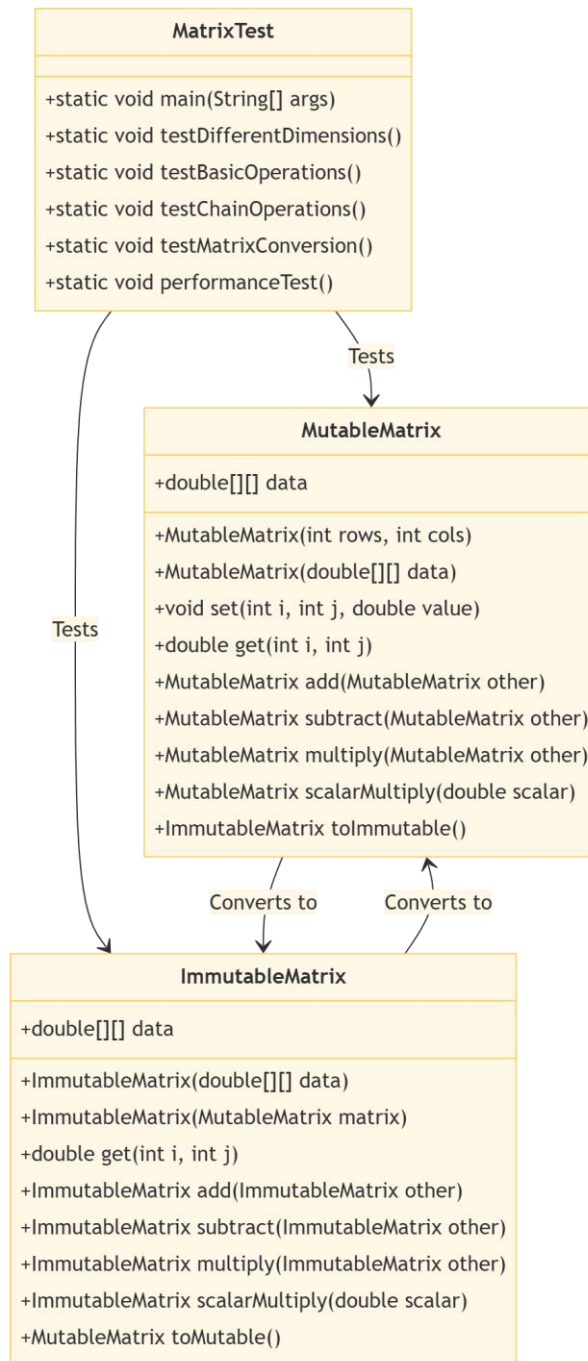 MatrixTest
+static void main(String[] args)
+static void testDifferentDimensions()
+static void testBasicOperations()
+static void testChainOperations()
+static void testMatrixConversion()
+static void performanceTest()
Tests
MutableMatrix
+double[][] data
+MutableMatrix(int rows, int cols)
+MutableMatrix(double[][] data)
+void set(int i, int j, double value)
+double get(int i, int j)
+MutableMatrix add(MutableMatrix other)
+MutableMatrix subtract(MutableMatrix other)
+MutableMatrix multiply(MutableMatrix other)
+MutableMatrix scalarMultiply(double scalar)
+ImmutableMatrix toImmutable()
Tests
Converts to
Converts to
ImmutableMatrix
+double[][] data
+ImmutableMatrix(double[][] data)
+ImmutableMatrix(MutableMatrix matrix)
+double get(int i, int j)
+ImmutableMatrix add(ImmutableMatrix other)
+ImmutableMatrix subtract(ImmutableMatrix other)
+ImmutableMatrix multiply(ImmutableMatrix other)
+ImmutableMatrix scalarMultiply(double scalar)
+MutableMatrix toMutable()